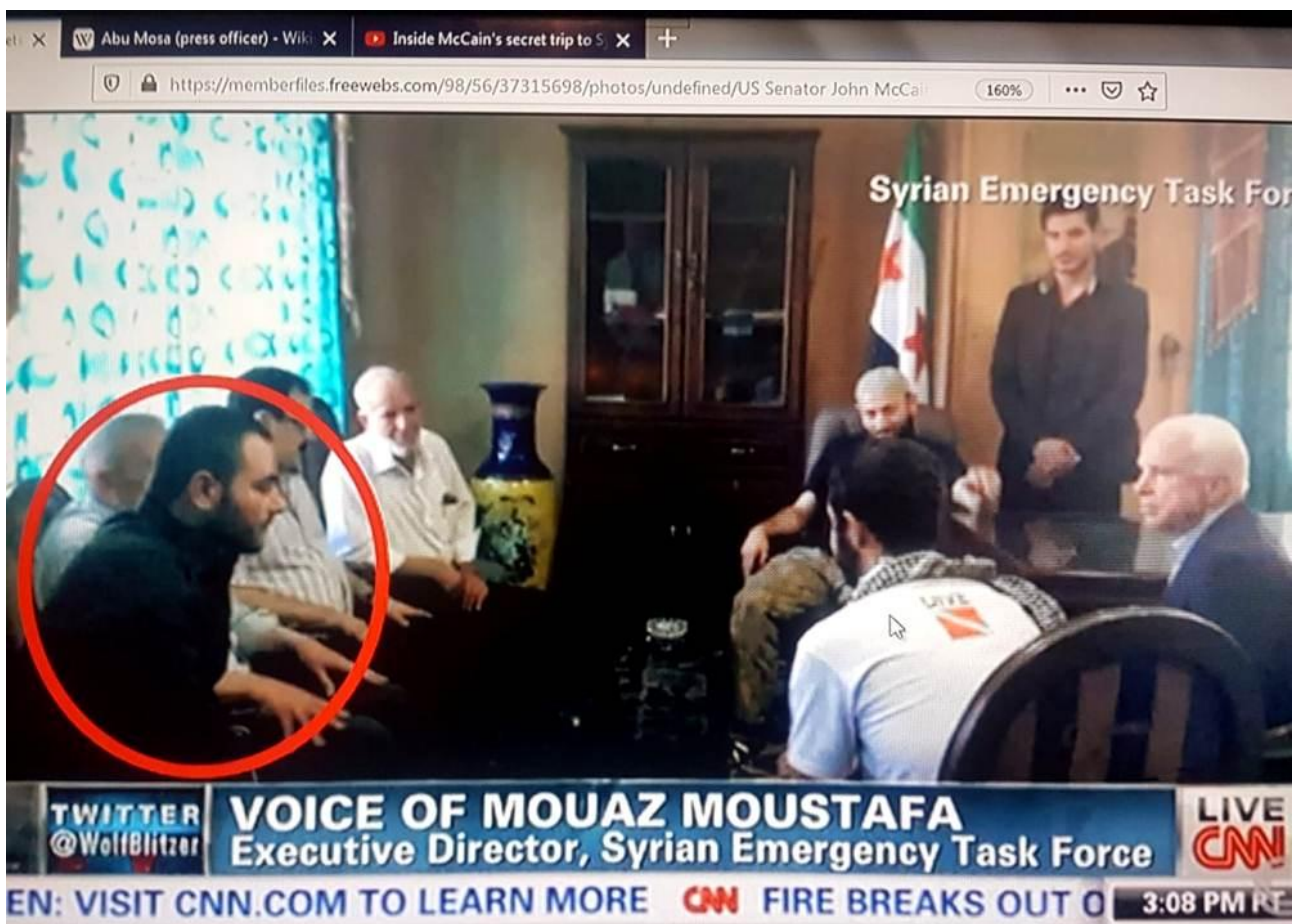 Abu Mosa (press officer) - Wiki
Inside McCain's secret trip to S
https://memberfiles.freewebs.com/98/56/37315698/photos/undefined/US Senator John McCai
160%
Syrian Emergency Task For
LIVE
TWITTER
@WolfBlitzer
VOICE OF MOUAZ MOUSTAFA
Executive Director, Syrian Emergency Task Force
LIVE
CNN
EN: VISIT CNN.COM TO LEARN MORE CNN FIRE BREAKS OUT O
3:08 PM